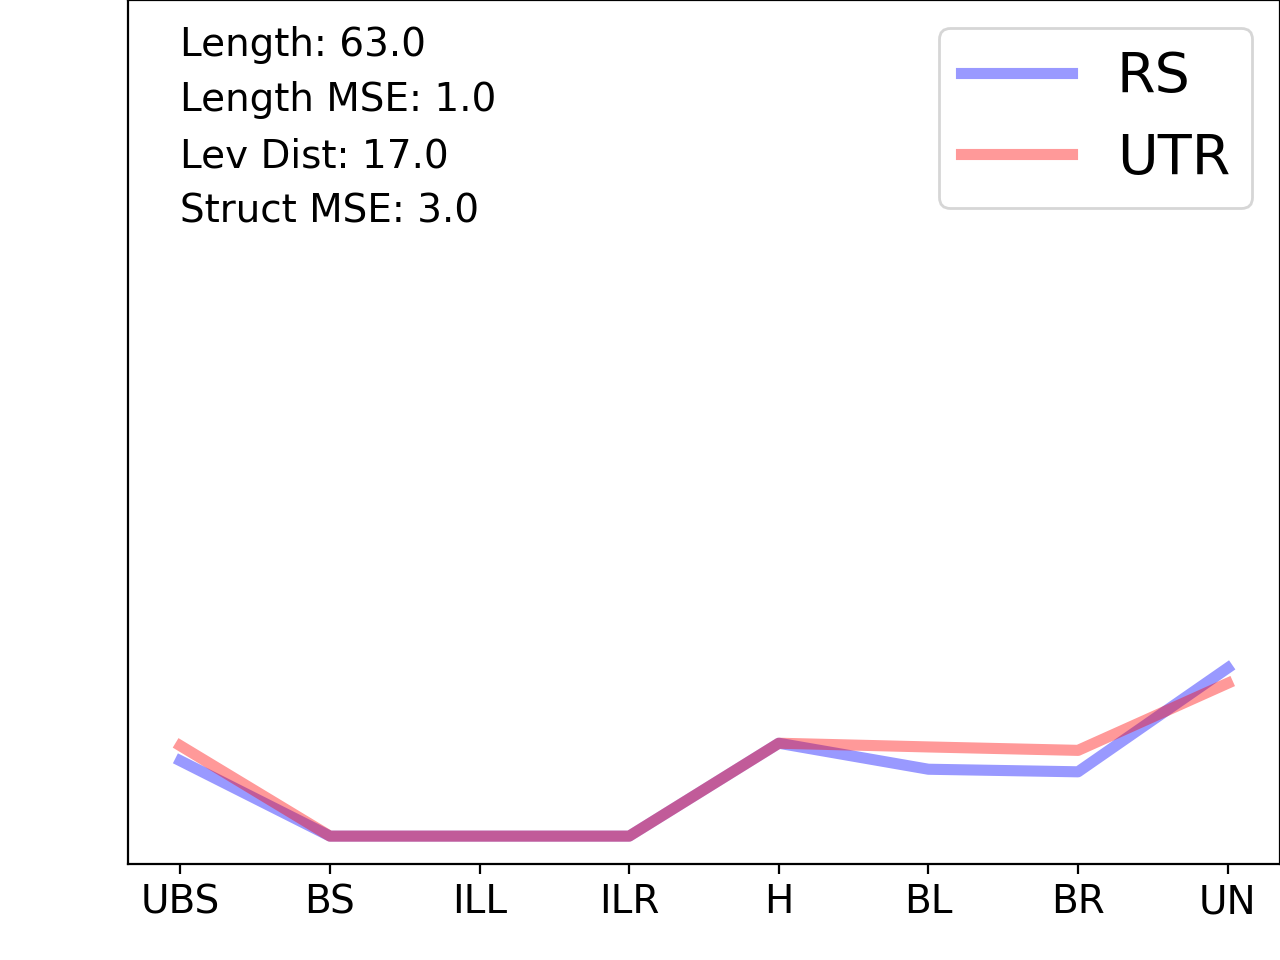 Length: 63.0
Length MSE: 1.0
Lev Dist: 17.0
Struct MSE: 3.0
RS
UTR
UBS BS ILL ILR H BL BR UN